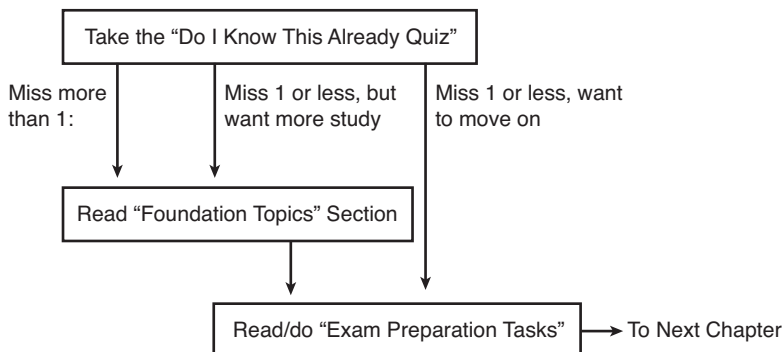 Take the “Do I Know This Already Quiz”
Miss more
than 1:
Miss 1 or less, but
want more study
Miss 1 or less, want
to move on
Read “Foundation Topics” Section
Read/do “Exam Preparation Tasks”
To Next Chapter